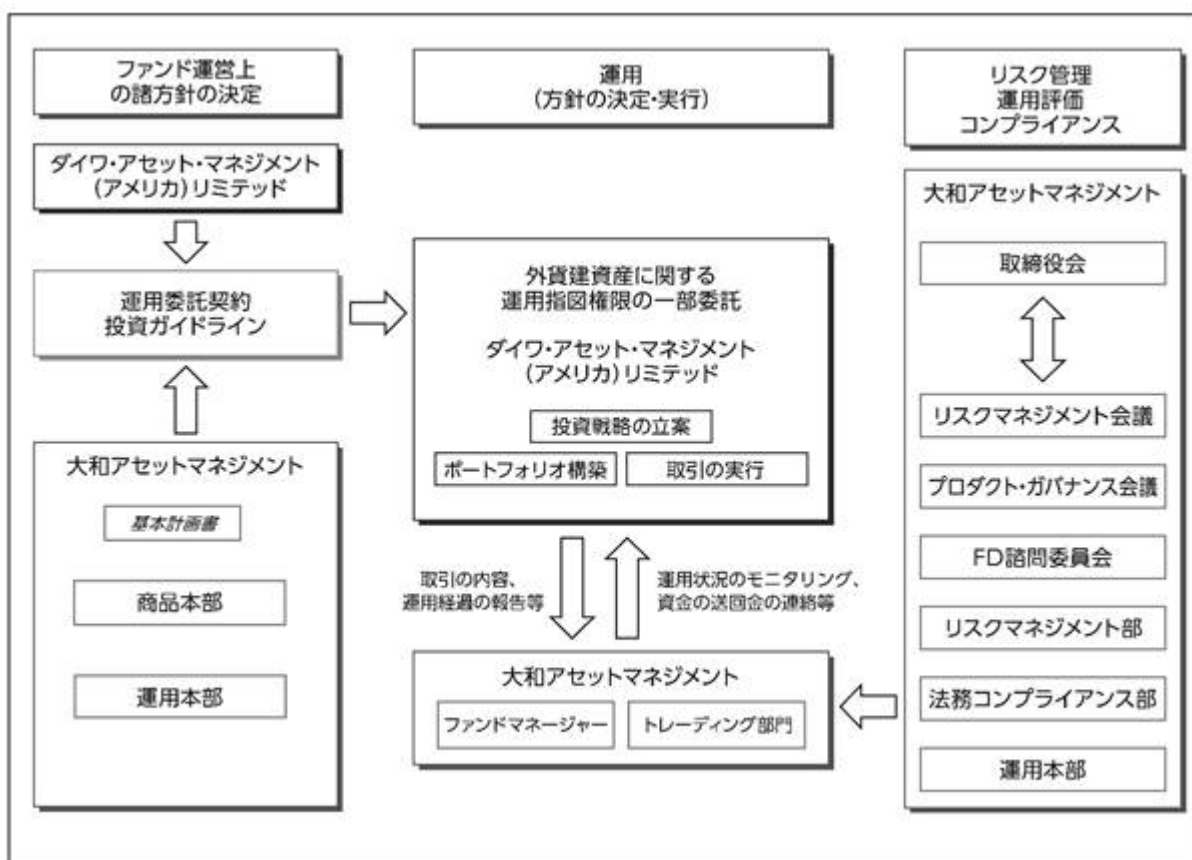 ファンド運営上
の諸方針の決定
ダイワ・アセット・マネジメント
(アメリカ)リミテッド
運用委託契約
投資ガイドライン
大和アセットマネジメント
基本計画書
商品本部
運用本部
運用
(方針の決定・実行)
外貨建資産に関する
運用指図権限の一部委託
ダイワ・アセット・マネジメント
(アメリカ)リミテッド
投資戦略の立案
ポートフォリオ構築
取引の実行
取引の内容、
運用経過の報告等
運用状況のモニタリング、
資金の送回金の連絡等
大和アセットマネジメント
ファンドマネージャー
トレーディング部門
リスク管理
運用評価
コンプライアンス
大和アセットマネジメント
取締役会
リスクマネジメント会議
プロダクト・ガバナンス会議
FD諮問委員会
リスクマネジメント部
法務コンプライアンス部
運用本部